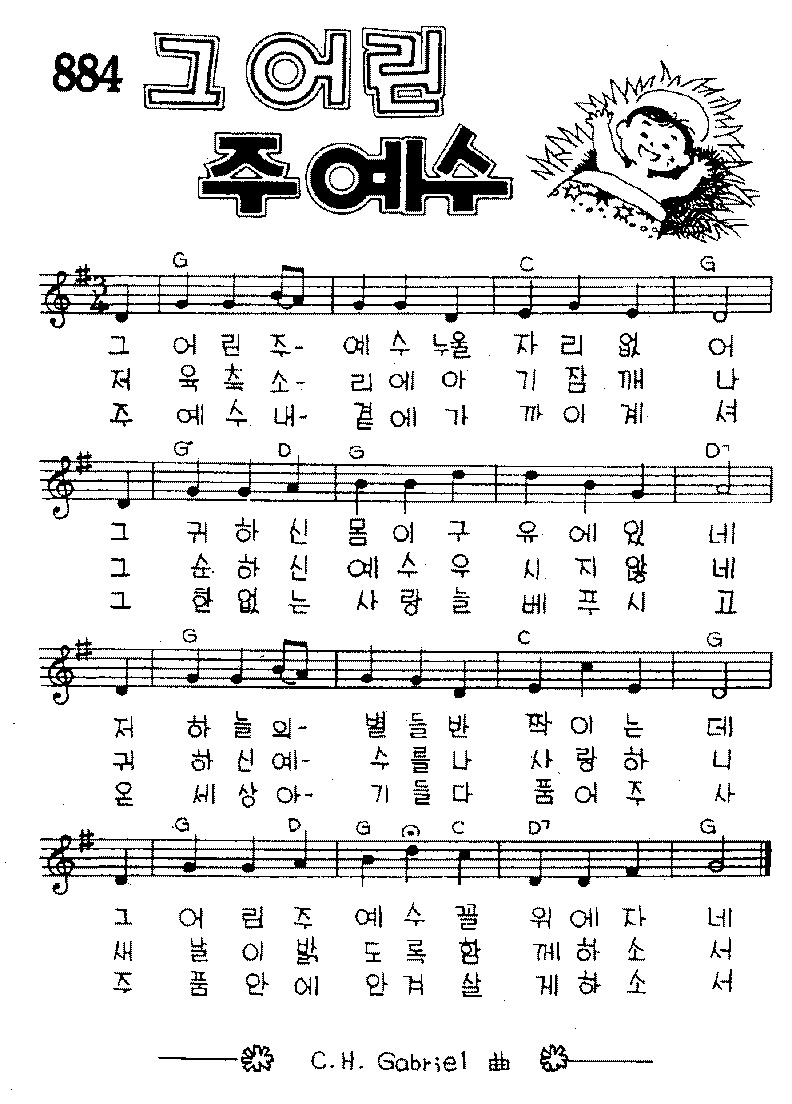 884 그 어린
주 예수
G C G
그 어 린 주- 예 수 누울 자 리 없 어
저 육 축 소- 리 에 아 기 잠 깨 나
주 예 수 내- 곁 에 가 까 이 계 셔
G D G D7
그 귀 하 신 몸 이 구 유 에 있 네
그 순 하 신 예 수 우 시 지 않 네
그 한 없 는 사 랑 늘 베 푸 시 고
G C G
저 하 늘 의- 별 들 반 짝 이 는 데
귀 하 신 예- 수 를 나 사 랑 하 니
온 세 상 아- 기 들 다 품 어 주 사
G D G C D7 G
그 어 린 주 예 수 꼴 위 에 자 네
새 날 이 밝 도 록 함 께 하 소 서
주 품 안 에 안 겨 살 게 하 소 서
C.H. Gabriel 曲